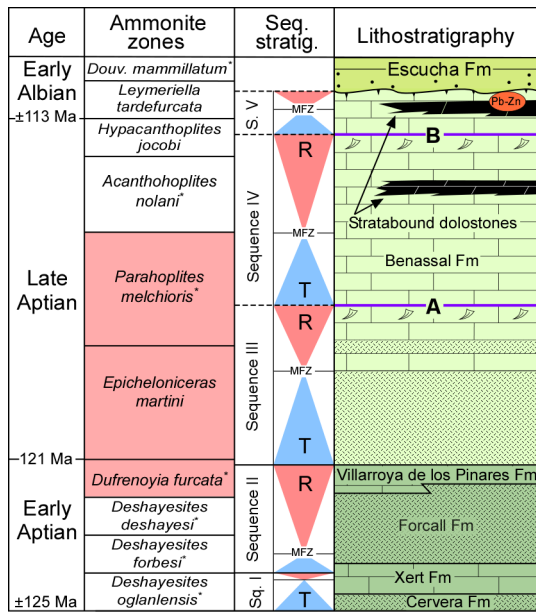 Age
Ammonite
zones
Seq.
stratig.
Lithostratigraphy
Early
Albian
±113 Ma
Late
Aptian
121 Ma
Early
Aptian
±125 Ma
Douv. mammillatum*
Leymeriella
tardefurcata
Hypacanthoplites
jocobi
Acanthohoplites
nolani*
Parahoplites
melchioris*
Epicheloniceras
martini
Dufrenoyia furcata*
Deshayesites
deshayesi*
Deshayesites
forbesi*
Deshayesites
oglanlensis*
S. V
Sequence IV
Sequence III
Sequence II
Sq. I
MFZ
R
MFZ
T
R
MFZ
T
R
MFZ
T
Escucha Fm
Pb-Zn
B
Stratabound dolostones
Benassal Fm
A
Villarroya de los Pinares Fm
Forcall Fm
Xert Fm
Cervera Fm